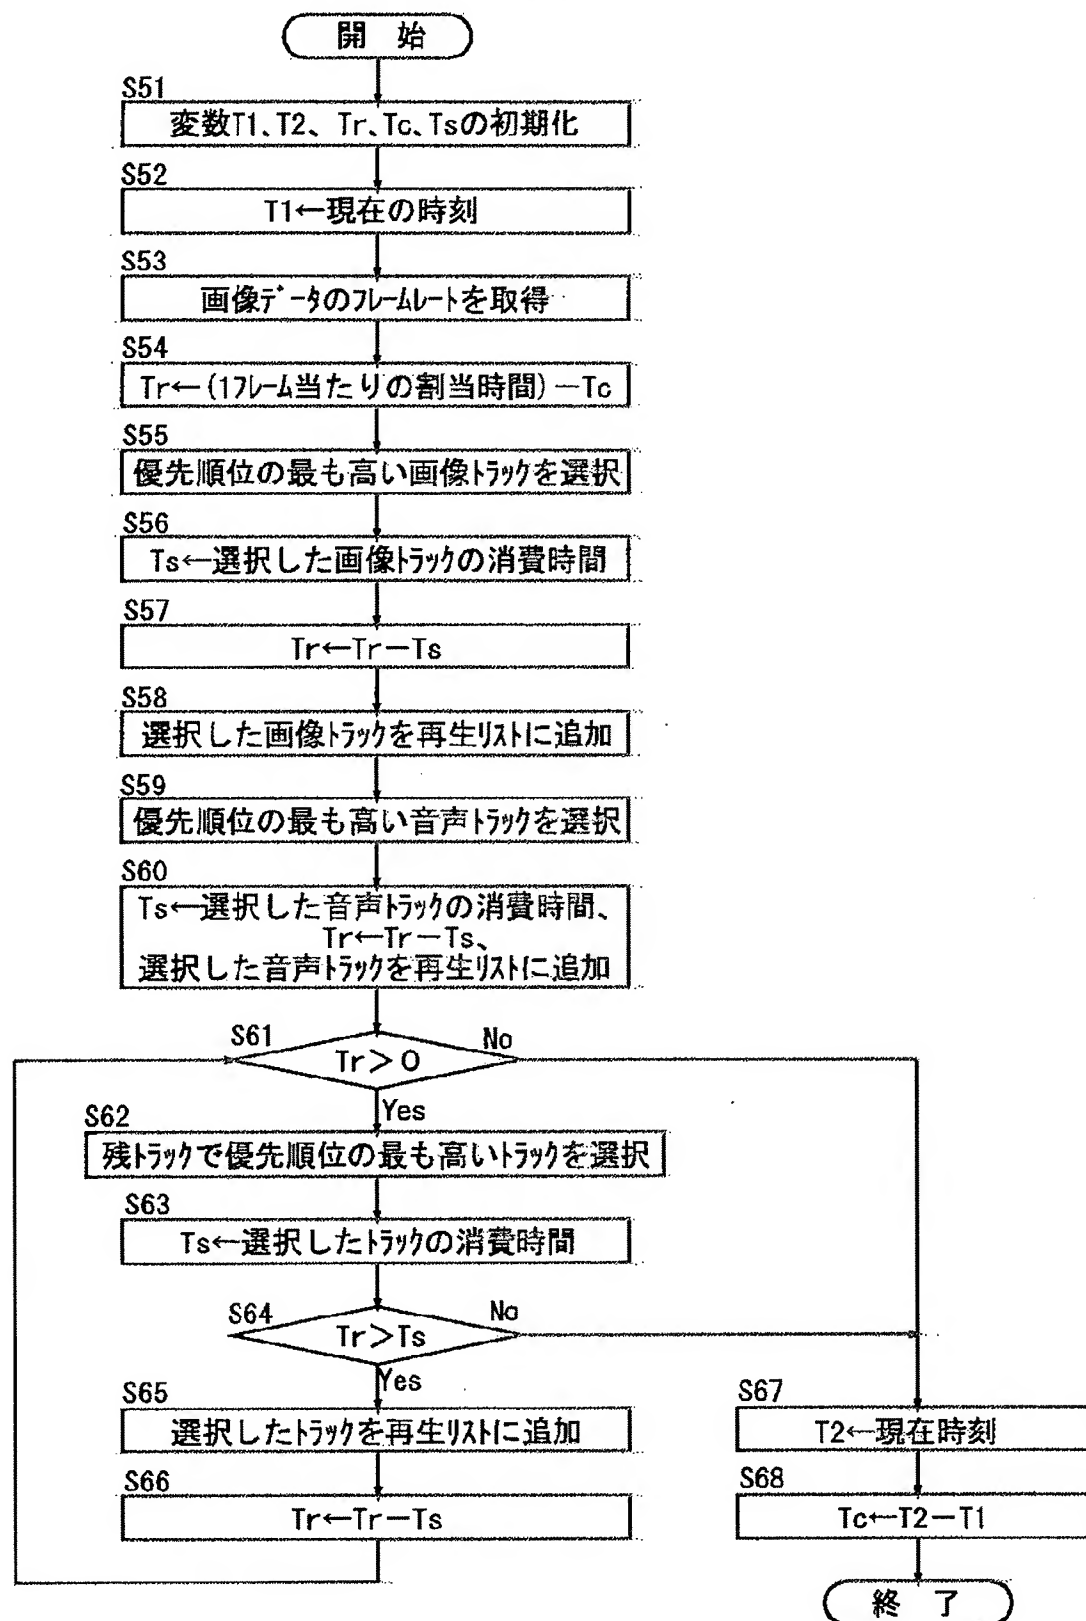 開 始
S51
変数T1、T2、Tr、Tc、Tsの初期化
S52
T1←現在の時刻
S53
画像データのフレームレートを取得
S54
Tr←(1フレーム当たりの割当時間)－Tc
S55
優先順位の最も高い画像トラックを選択
S56
Ts←選択した画像トラックの消費時間
S57
Tr←Tr－Ts
S58
選択した画像トラックを再生リストに追加
S59
優先順位の最も高い音声トラックを選択
S60
Ts←選択した音声トラックの消費時間、
Tr←Tr－Ts、
選択した音声トラックを再生リストに追加
S61
Tr＞0
No
Yes
S62
残トラックで優先順位の最も高いトラックを選択
S63
Ts←選択したトラックの消費時間
S64
Tr＞Ts
No
Yes
S65
選択したトラックを再生リストに追加
S66
Tr←Tr－Ts
S67
T2←現在時刻
S68
Tc←T2－T1
終 了